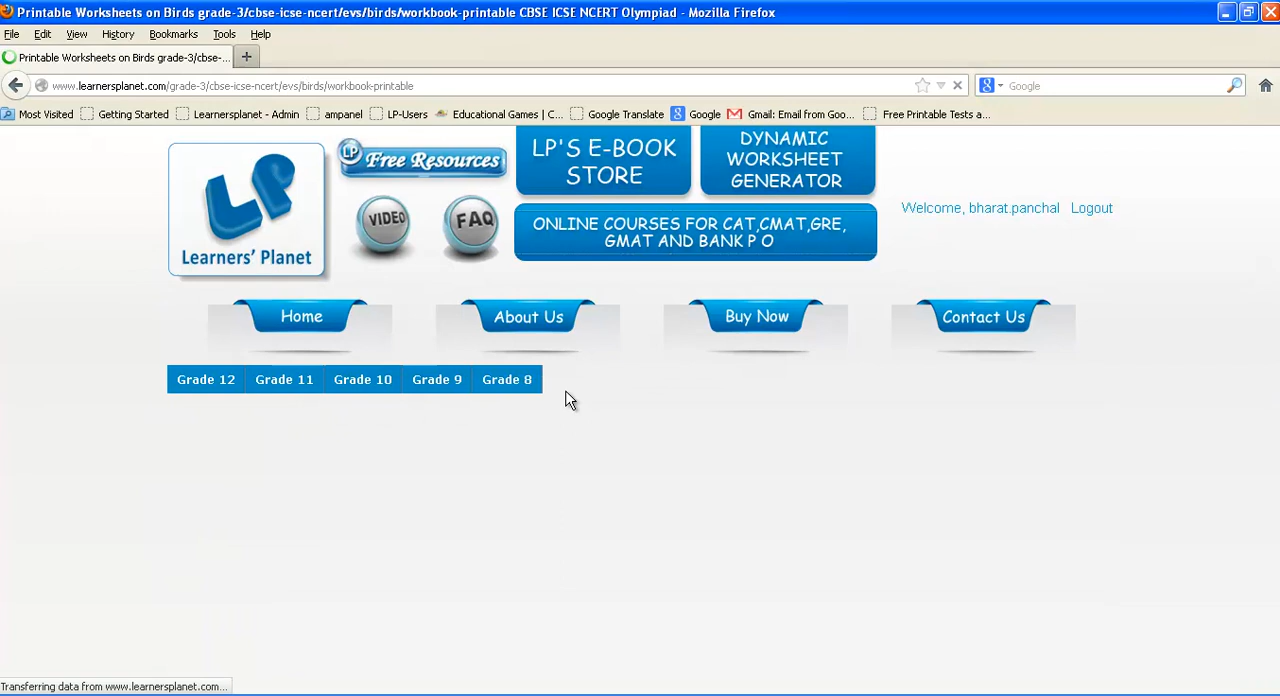 Printable Worksheets on Birds grade-3/cbse-icse-ncert/evs/birds/workbook-printable CBSE ICSE NCERT Olympiad - Mozilla Firefox
File Edit View History Bookmarks Tools Help
Printable Worksheets on Birds grade-3/cbse-... +
www.learnersplanet.com/grade-3/cbse-icse-ncert/evs/birds/workbook-printable
8 Google
Most Visited Getting Started Learnersplanet - Admin ampanel LP-Users Educational Games | C... Google Translate 8 Google Gmail: Email from Goo... Free Printable Tests a...
LP
Learners' Planet
LP Free Resources
VIDEO
FAQ
LP'S E-BOOK
STORE
DYNAMIC
WORKSHEET
GENERATOR
ONLINE COURSES FOR CAT,CMAT,GRE,
GMAT AND BANK P O
Welcome, bharat.panchal Logout
Home About Us Buy Now Contact Us
Grade 12 Grade 11 Grade 10 Grade 9 Grade 8
Transferring data from www.learnersplanet.com...